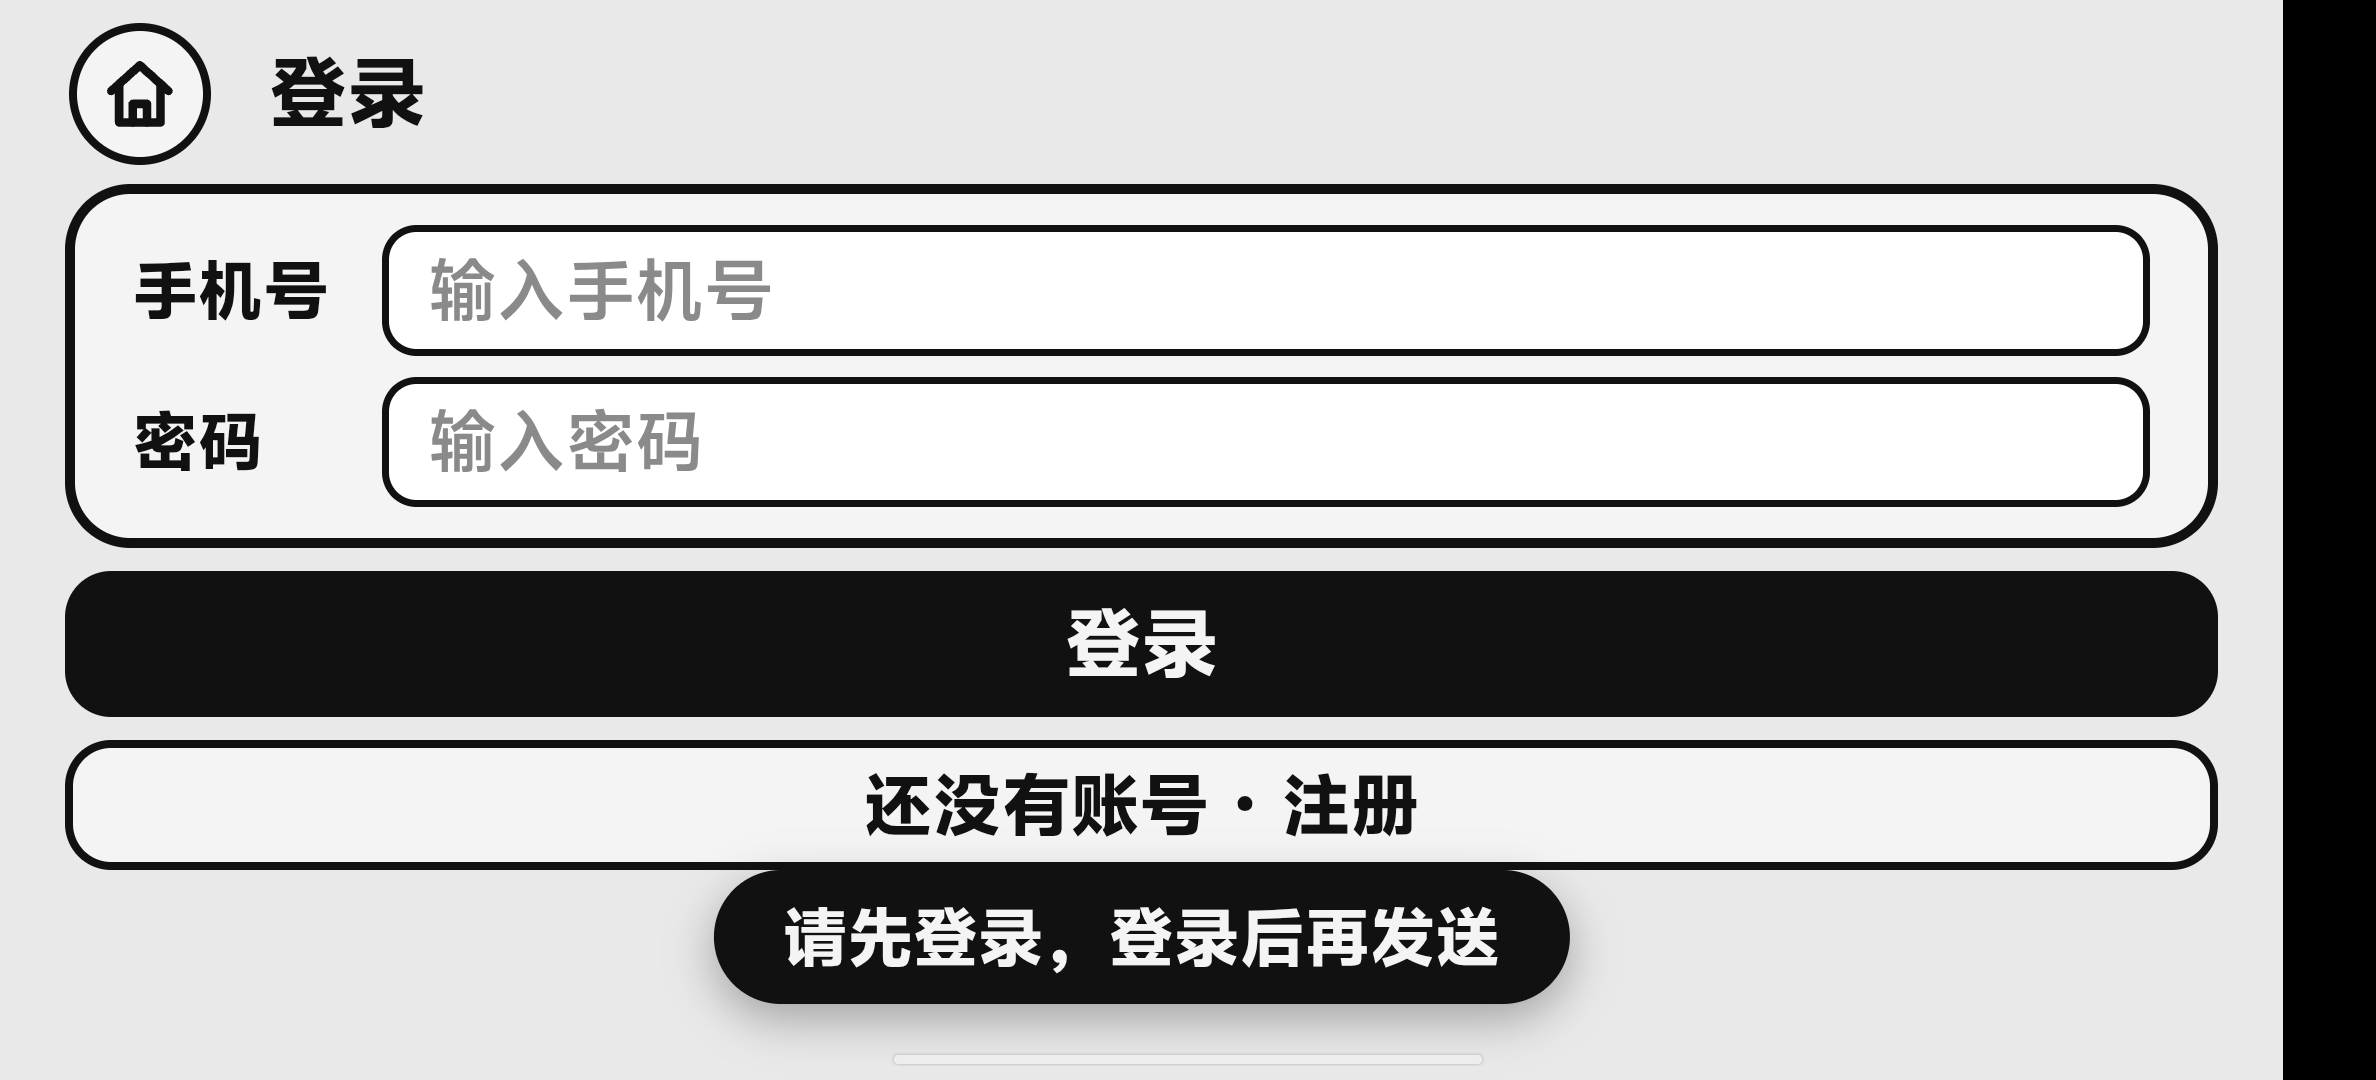 登录
手机号 输入手机号
密码 输入密码
登录
还没有账号 · 注册
请先登录，登录后再发送